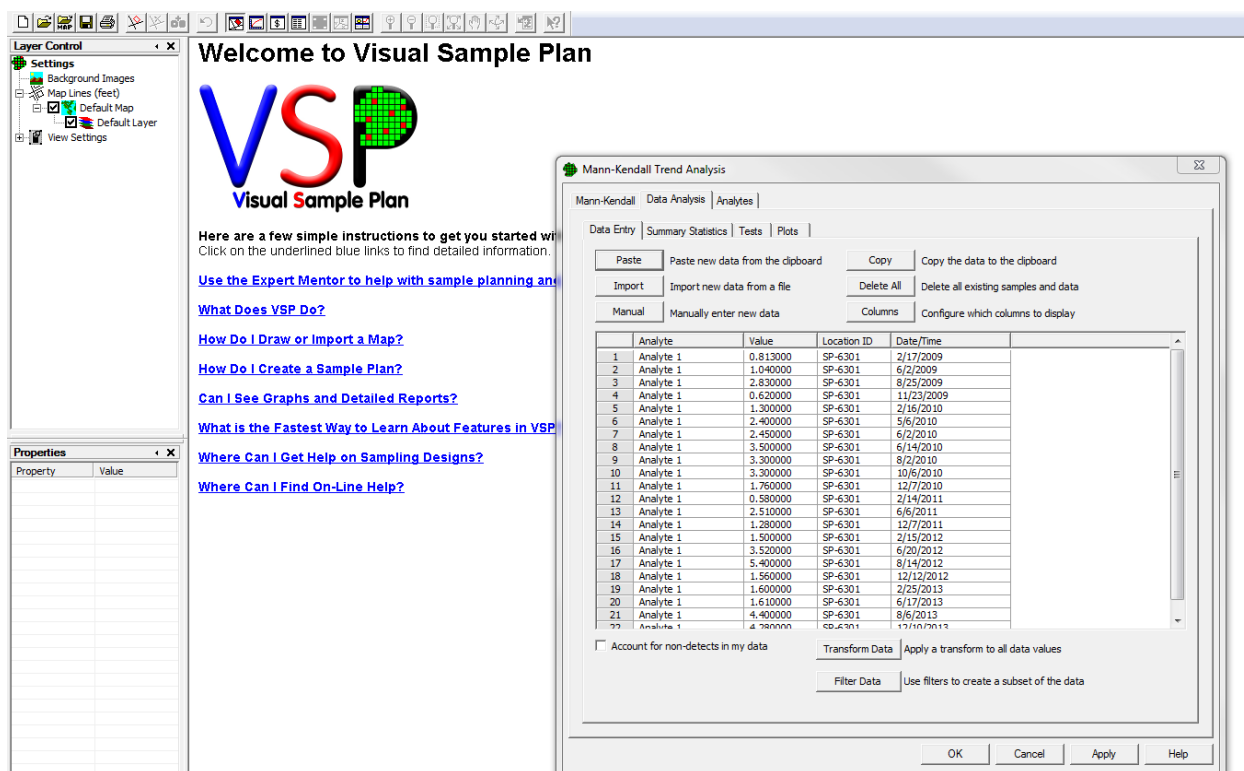 MAP
Layer Control
Settings
Background Images
Map Lines (feet)
Default Map
Default Layer
View Settings
Properties
Property Value
Welcome to Visual Sample Plan
VSP
Visual Sample Plan
Here are a few simple instructions to get you started wi
Click on the underlined blue links to find detailed information.
Use the Expert Mentor to help with sample planning an
What Does VSP Do?
How Do I Draw or Import a Map?
How Do I Create a Sample Plan?
Can I See Graphs and Detailed Reports?
What is the Fastest Way to Learn About Features in VSP
Where Can I Get Help on Sampling Designs?
Where Can I Find On-Line Help?
Mann-Kendall Trend Analysis
Mann-Kendall Data Analysis Analytes
Data Entry Summary Statistics Tests Plots
Paste Paste new data from the clipboard Copy Copy the data to the clipboard
Import Import new data from a file Delete All Delete all existing samples and data
Manual Manually enter new data Columns Configure which columns to display
Analyte Value Location ID Date/Time
1 Analyte 1 0.813000 SP-6301 2/17/2009
2 Analyte 1 1.040000 SP-6301 6/2/2009
3 Analyte 1 2.830000 SP-6301 8/25/2009
4 Analyte 1 0.620000 SP-6301 11/23/2009
5 Analyte 1 1.300000 SP-6301 2/16/2010
6 Analyte 1 2.400000 SP-6301 5/6/2010
7 Analyte 1 2.450000 SP-6301 6/2/2010
8 Analyte 1 3.500000 SP-6301 6/14/2010
9 Analyte 1 3.300000 SP-6301 8/2/2010
10 Analyte 1 3.300000 SP-6301 10/6/2010
11 Analyte 1 1.760000 SP-6301 12/7/2010
12 Analyte 1 0.580000 SP-6301 2/14/2011
13 Analyte 1 2.510000 SP-6301 6/6/2011
14 Analyte 1 1.280000 SP-6301 12/7/2011
15 Analyte 1 1.500000 SP-6301 2/15/2012
16 Analyte 1 3.520000 SP-6301 6/20/2012
17 Analyte 1 5.400000 SP-6301 8/14/2012
18 Analyte 1 1.560000 SP-6301 12/12/2012
19 Analyte 1 1.600000 SP-6301 2/25/2013
20 Analyte 1 1.610000 SP-6301 6/17/2013
21 Analyte 1 4.400000 SP-6301 8/6/2013
22 Analyte 1 4.280000 SP-6301 12/10/2013
Account for non-detects in my data Transform Data Apply a transform to all data values
Filter Data Use filters to create a subset of the data
OK Cancel Apply Help